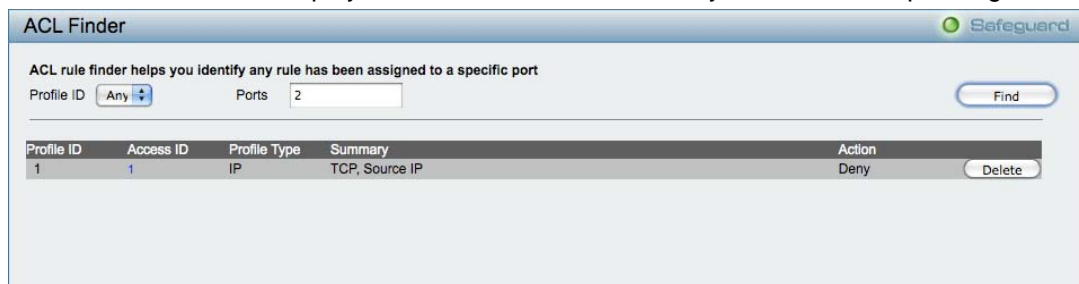 ACL Finder Safeguard
ACL rule finder helps you identify any rule has been assigned to a specific port
Profile ID Any Ports 2 Find
Profile ID Access ID Profile Type Summary Action
1 1 IP TCP, Source IP Deny Delete